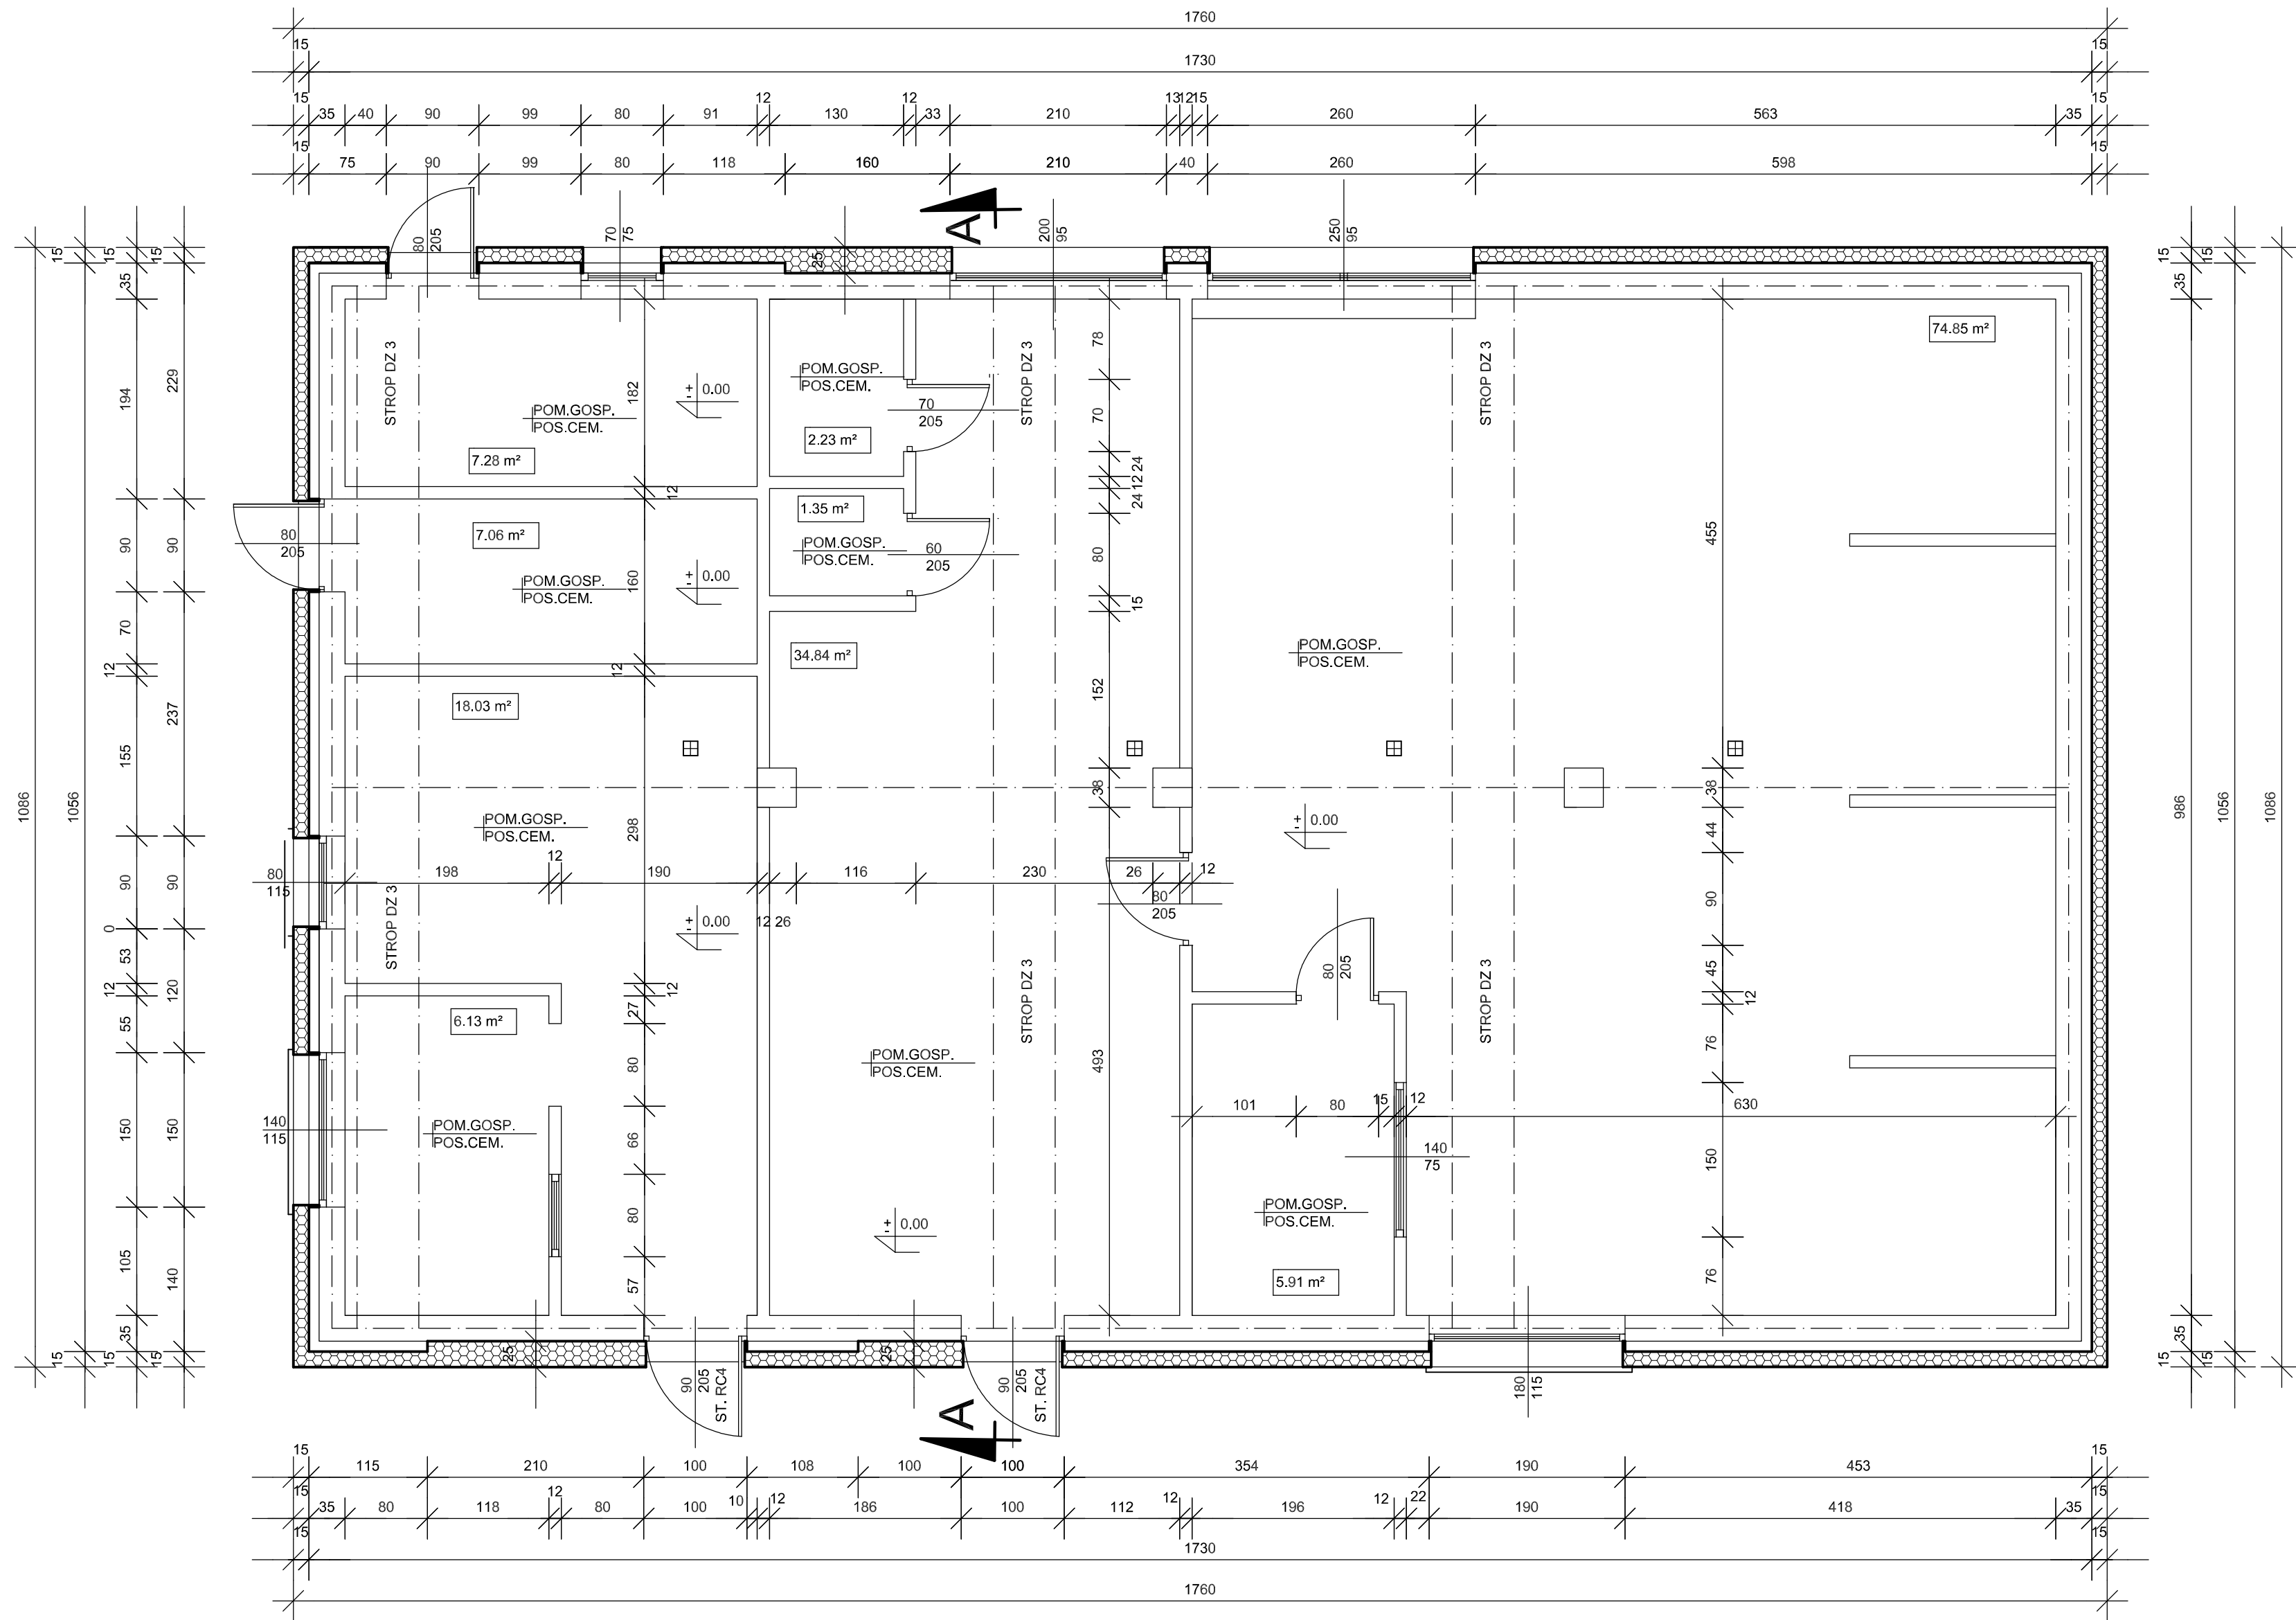 1760
15 1730 15
15 35 40 90 99 80 91 12 130 12 33 210 13 12 15 260 563 35 15
15 75 90 99 80 118 160 210 40 260 598 15
80
205
70
75
A
200
95
250
95
25
15 15 15 15
35
194
229
90
90
70
12
237
155
1086
1056
90
90
0
53
12
120
55
150
150
105
140
35
15 15 15 15
STROP DZ 3
POM.GOSP.
POS.CEM.
7.28 m²
182
± 0.00
12
POM.GOSP.
POS.CEM.
2.23 m²
70
205
STROP DZ 3
78
70
24
12
24
80
15
STROP DZ 3
74.85 m²
80
205
7.06 m²
POM.GOSP.
POS.CEM.
160
± 0.00
12
1.35 m²
POM.GOSP.
POS.CEM.
60
205
455
34.84 m²
18.03 m²
152
POM.GOSP.
POS.CEM.
38
38
POM.GOSP.
POS.CEM.
298
± 0.00
44
80
115
198 12 190 12 26 116 230 26 12
80
205
90
STROP DZ 3
± 0.00
STROP DZ 3
STROP DZ 3
80
205
45
12
12
27
6.13 m²
80
POM.GOSP.
POS.CEM.
493
76
140
115
POM.GOSP.
POS.CEM.
66
101 80 15 12 630
140
75
150
80
± 0.00
POM.GOSP.
POS.CEM.
57
5.91 m²
76
25
25
90
205
ST. RC4
A
90
205
ST. RC4
180
115
15 15 15
35
986
1056
1086
35
15 15 15
15 115 210 100 108 100 100 354 190 453 15
15 35 80 118 12 80 100 10 12 186 100 112 12 196 12 22 190 418 35 15
15 1730 15
1760